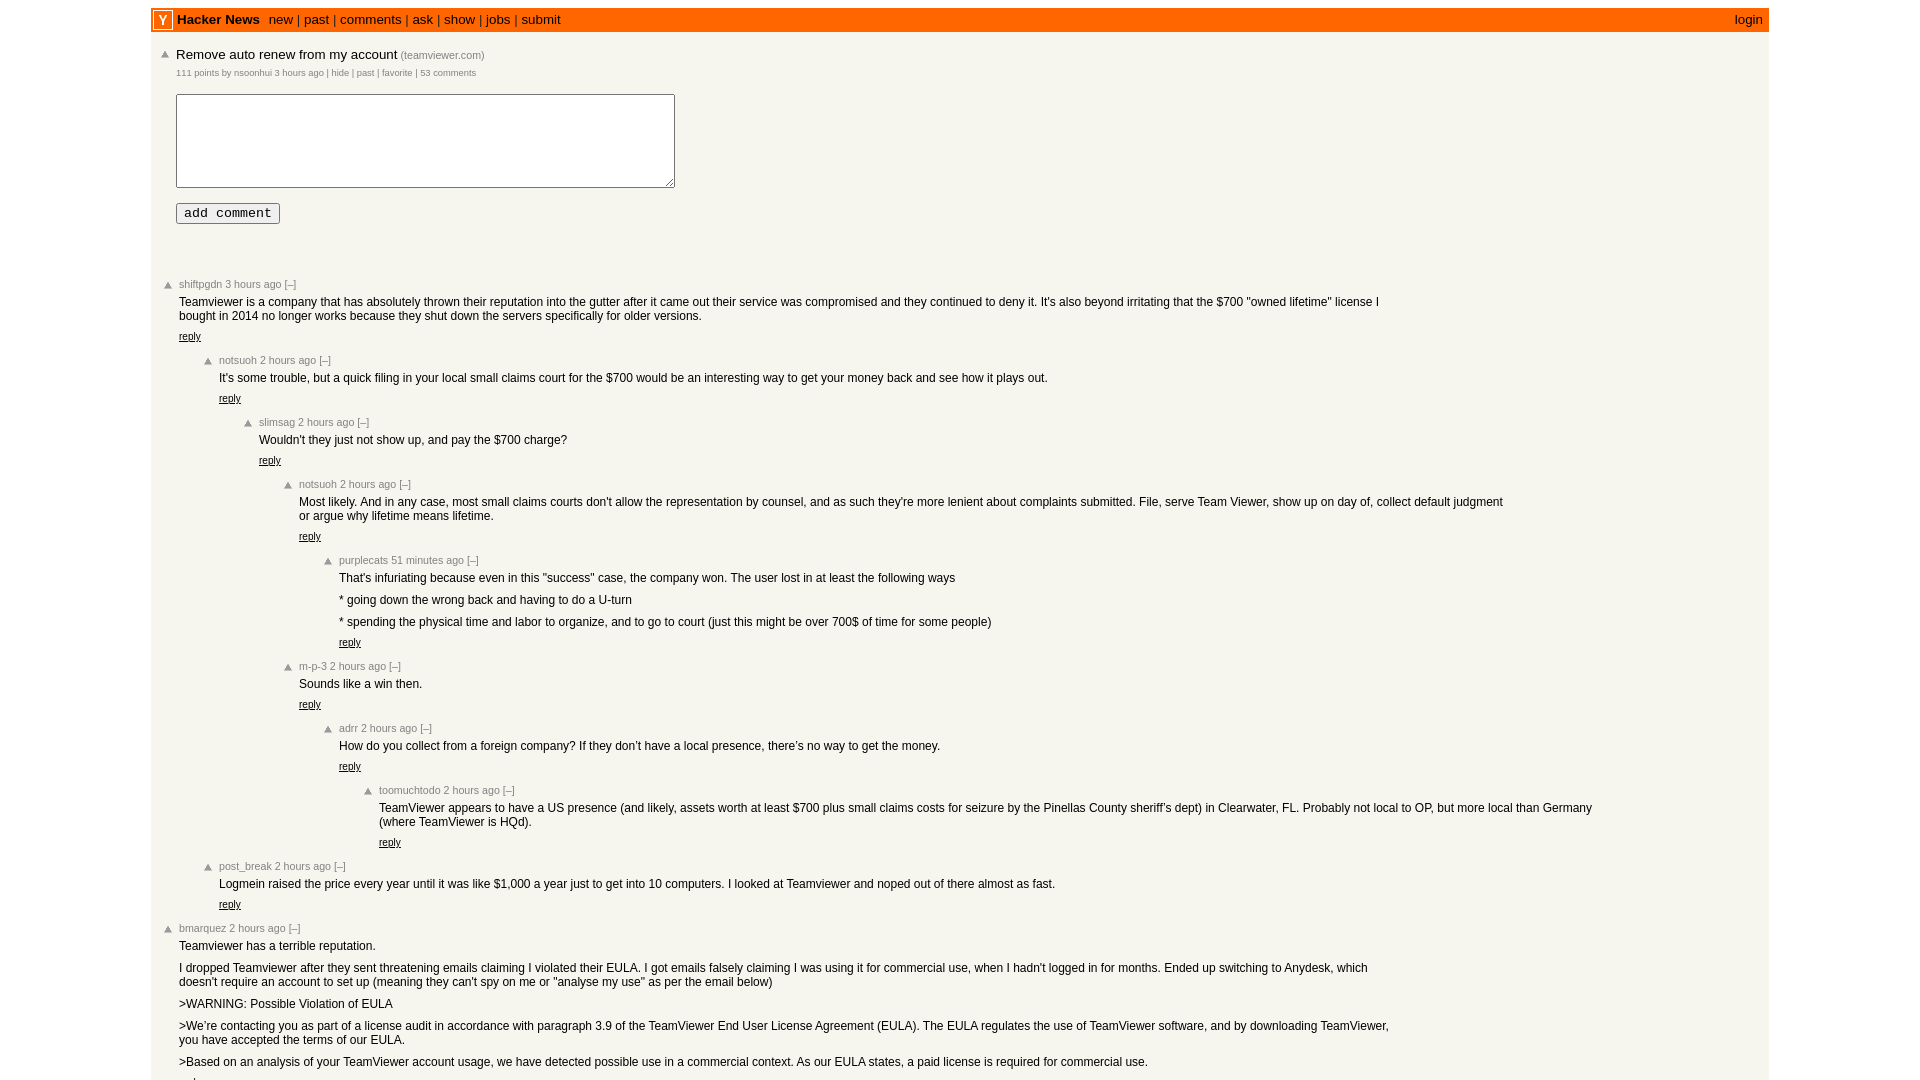 Y Hacker News new | past | comments | ask | show | jobs | submit login
Remove auto renew from my account (teamviewer.com)
111 points by nsoonhui 3 hours ago | hide | past | favorite | 53 comments
add comment
shiftpgdn 3 hours ago [–]
Teamviewer is a company that has absolutely thrown their reputation into the gutter after it came out their service was compromised and they continued to deny it. It's also beyond irritating that the $700 "owned lifetime" license I
bought in 2014 no longer works because they shut down the servers specifically for older versions.
reply
notsuoh 2 hours ago [–]
It's some trouble, but a quick filing in your local small claims court for the $700 would be an interesting way to get your money back and see how it plays out.
reply
slimsag 2 hours ago [–]
Wouldn't they just not show up, and pay the $700 charge?
reply
notsuoh 2 hours ago [–]
Most likely. And in any case, most small claims courts don't allow the representation by counsel, and as such they're more lenient about complaints submitted. File, serve Team Viewer, show up on day of, collect default judgment
or argue why lifetime means lifetime.
reply
purplecats 51 minutes ago [–]
That's infuriating because even in this "success" case, the company won. The user lost in at least the following ways
* going down the wrong back and having to do a U-turn
* spending the physical time and labor to organize, and to go to court (just this might be over 700$ of time for some people)
reply
m-p-3 2 hours ago [–]
Sounds like a win then.
reply
adrr 2 hours ago [–]
How do you collect from a foreign company? If they don’t have a local presence, there’s no way to get the money.
reply
toomuchtodo 2 hours ago [–]
TeamViewer appears to have a US presence (and likely, assets worth at least $700 plus small claims costs for seizure by the Pinellas County sheriff’s dept) in Clearwater, FL. Probably not local to OP, but more local than Germany
(where TeamViewer is HQd).
reply
post_break 2 hours ago [–]
Logmein raised the price every year until it was like $1,000 a year just to get into 10 computers. I looked at Teamviewer and noped out of there almost as fast.
reply
bmarquez 2 hours ago [–]
Teamviewer has a terrible reputation.
I dropped Teamviewer after they sent threatening emails claiming I violated their EULA. I got emails falsely claiming I was using it for commercial use, when I hadn't logged in for months. Ended up switching to Anydesk, which
doesn't require an account to set up (meaning they can't spy on me or "analyse my use" as per the email below)
>WARNING: Possible Violation of EULA
>We’re contacting you as part of a license audit in accordance with paragraph 3.9 of the TeamViewer End User License Agreement (EULA). The EULA regulates the use of TeamViewer software, and by downloading TeamViewer,
you have accepted the terms of our EULA.
>Based on an analysis of your TeamViewer account usage, we have detected possible use in a commercial context. As our EULA states, a paid license is required for commercial use.